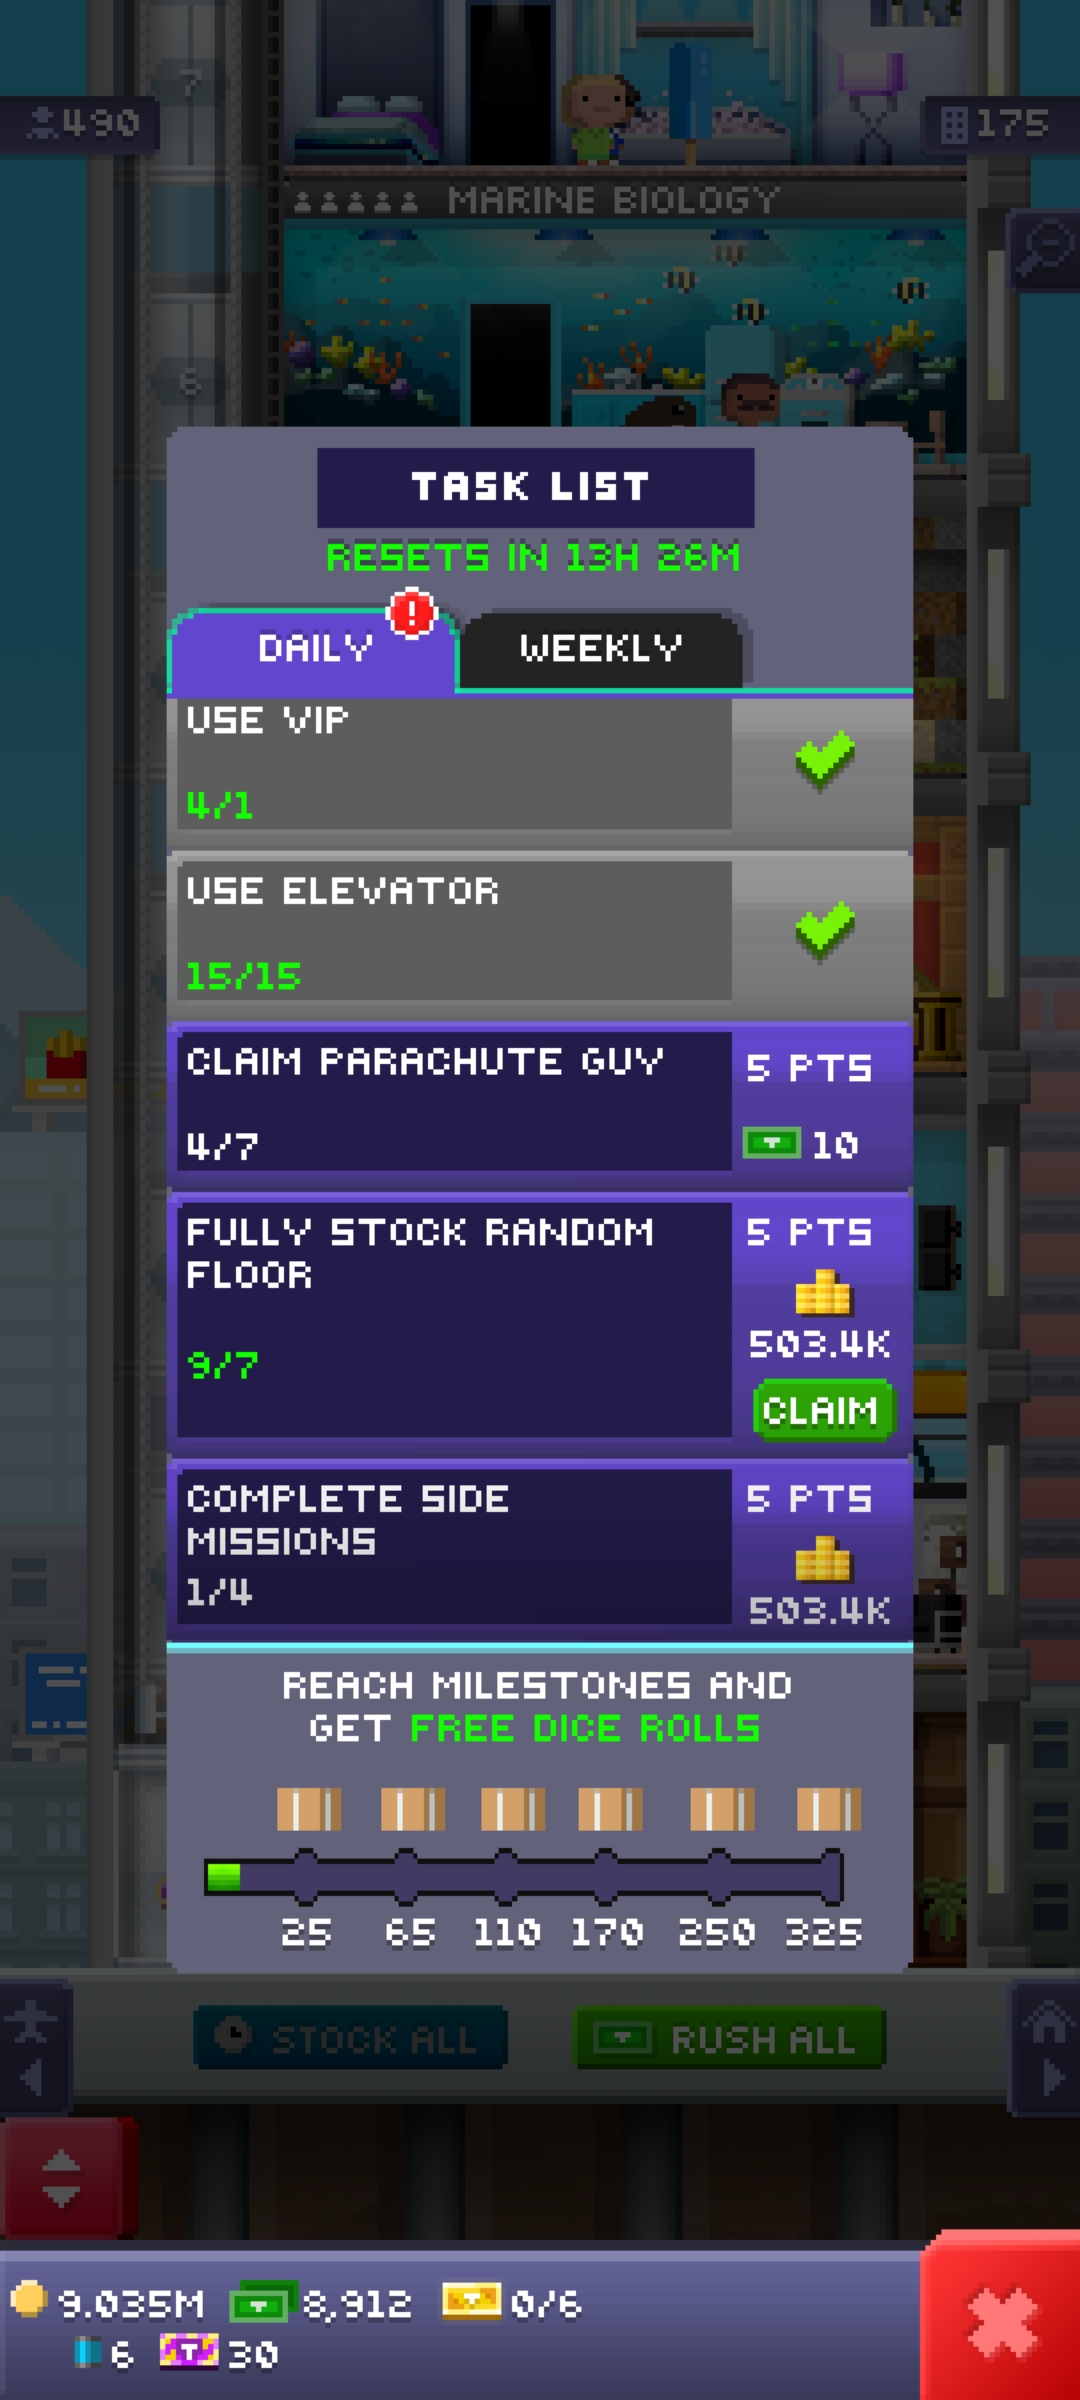 7
490
175
MARINE BIOLOGY
6
TASK LIST
RESETS IN 13H 26M
DAILY
!
WEEKLY
USE VIP
4/1
USE ELEVATOR
15/15
CLAIM PARACHUTE GUY
5 PTS
4/7
10
FULLY STOCK RANDOM
FLOOR
5 PTS
503.4K
9/7
CLAIM
COMPLETE SIDE
MISSIONS
5 PTS
1/4
503.4K
REACH MILESTONES AND
GET FREE DICE ROLLS
25 65 110 170 250 325
STOCK ALL
RUSH ALL
9.035M 8,912 0/6
6 T 30